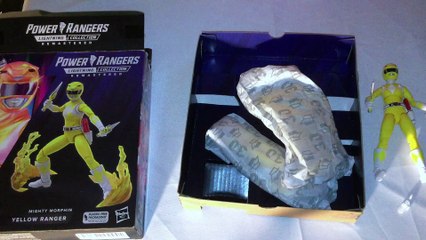 POWER RANGERS
LIGHTNING COLLECTION
REMASTERED
POWER RANGERS
LIGHTNING COLLECTION
REMASTERED
MIGHTY MORPHIN
YELLOW RANGER
Hasbro